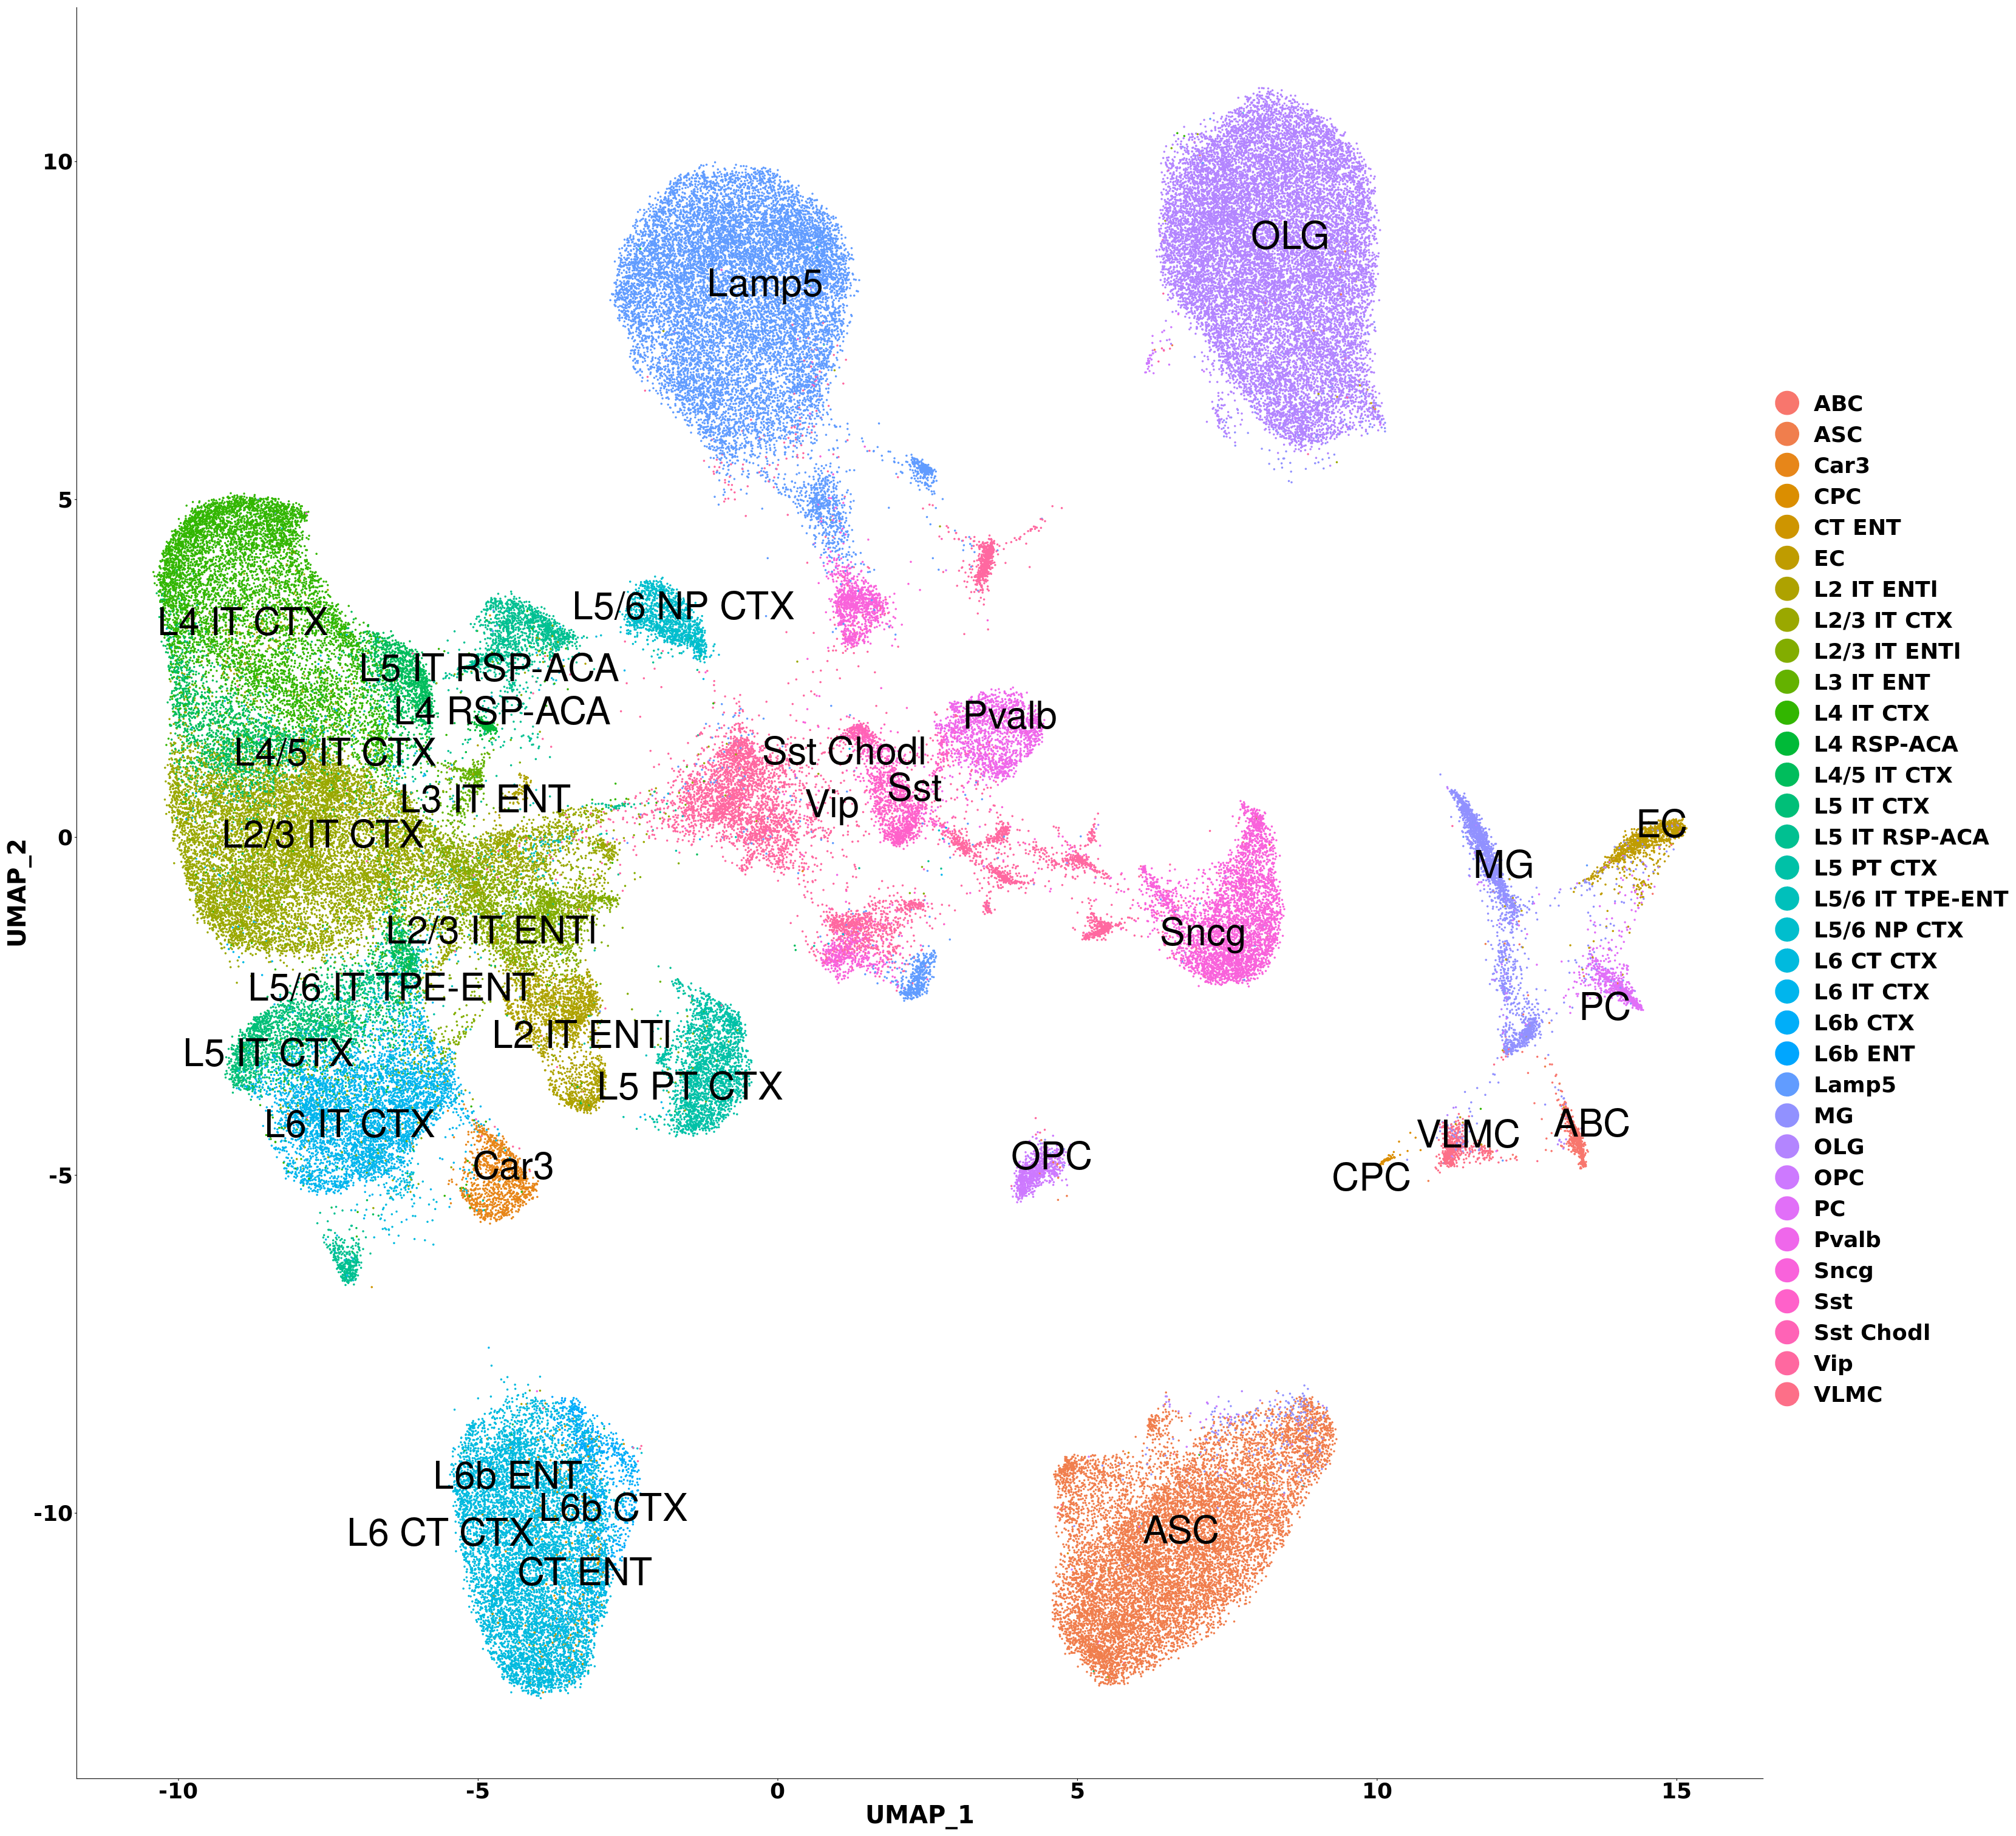 OLG
Lamp5
L4 IT CTX
L5/6 NP CTX
L5 IT RSP-ACA
L4 RSP-ACA
Pvalb
L4/5 IT CTX
Sst Chodl
Sst
L3 IT ENT
Vip
L2/3 IT CTX
EC
MG
L2/3 IT ENTl
Sncg
L5/6 IT TPE-ENT
PC
L2 IT ENTl
L5 IT CTX
L5 PT CTX
L6 IT CTX
ABC
VLMC
Car3
OPC
CPC
L6b ENT
L6b CTX
L6 CT CTX
ASC
CT ENT
10
5
0
-5
-10
UMAP_2
-10
-5
0
5
10
15
UMAP_1
ABC
ASC
Car3
CPC
CT ENT
EC
L2 IT ENTl
L2/3 IT CTX
L2/3 IT ENTl
L3 IT ENT
L4 IT CTX
L4 RSP-ACA
L4/5 IT CTX
L5 IT CTX
L5 IT RSP-ACA
L5 PT CTX
L5/6 IT TPE-ENT
L5/6 NP CTX
L6 CT CTX
L6 IT CTX
L6b CTX
L6b ENT
Lamp5
MG
OLG
OPC
PC
Pvalb
Sncg
Sst
Sst Chodl
Vip
VLMC